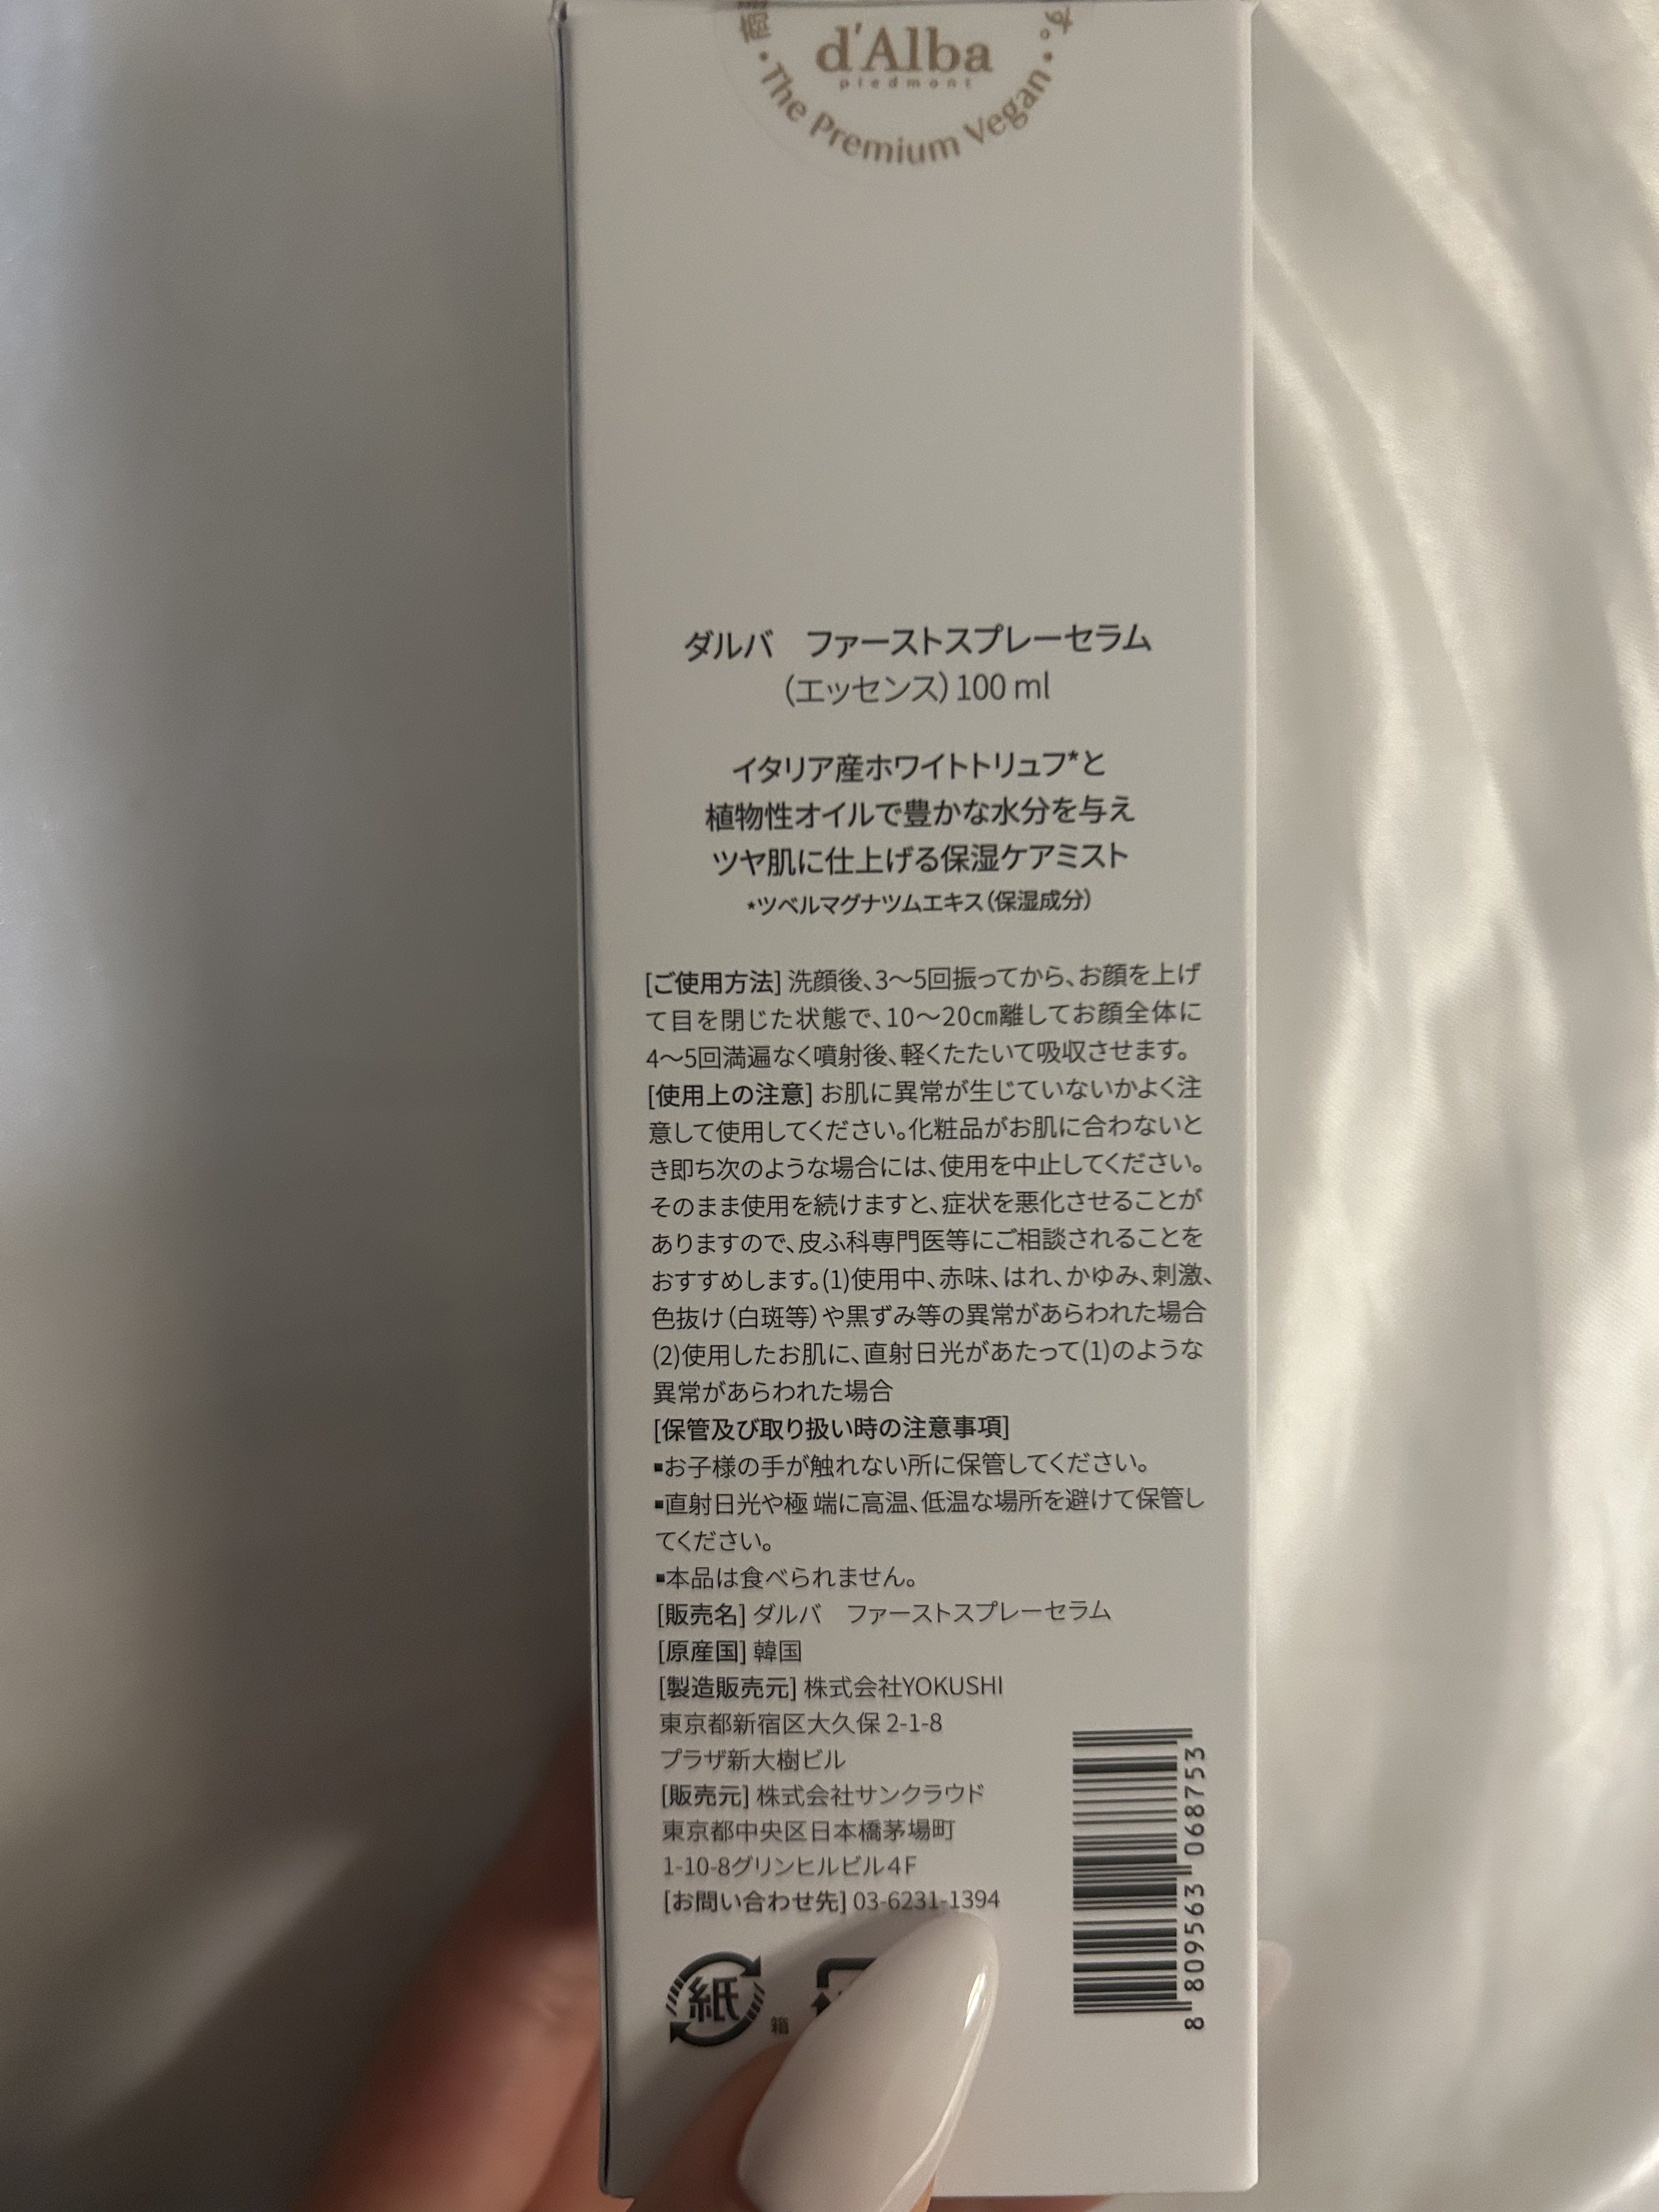 d'Alba
piedmont
The Premium Vegan
ダルバ　ファーストスプレーセラム
（エッセンス）100 ml
イタリア産ホワイトトリュフ*と
植物性オイルで豊かな水分を与え
ツヤ肌に仕上げる保湿ケアミスト
*ツベルマグナツムエキス（保湿成分）
[ご使用方法] 洗顔後、3〜5回振ってから、お顔を上げ
て目を閉じた状態で、10〜20㎝離してお顔全体に
4〜5回満遍なく噴射後、軽くたたいて吸収させます。
[使用上の注意] お肌に異常が生じていないかよく注
意して使用してください。化粧品がお肌に合わないと
き即ち次のような場合には、使用を中止してください。
そのまま使用を続けますと、症状を悪化させることが
ありますので、皮ふ科専門医等にご相談されることを
おすすめします。(1)使用中、赤味、はれ、かゆみ、刺激、
色抜け（白斑等）や黒ずみ等の異常があらわれた場合
(2)使用したお肌に、直射日光があたって(1)のような
異常があらわれた場合
[保管及び取り扱い時の注意事項]
▪お子様の手が触れない所に保管してください。
▪直射日光や極 端に高温、低温な場所を避けて保管し
てください。
▪本品は食べられません。
[販売名] ダルバ　ファーストスプレーセラム
[原産国] 韓国
[製造販売元] 株式会社YOKUSHI
東京都新宿区大久保 2-1-8
プラザ新大樹ビル
[販売元] 株式会社サンクラウド
東京都中央区日本橋茅場町
1-10-8グリンヒルビル4F
[お問い合わせ先] 03-6231-1394
紙
箱
8 809563 068753